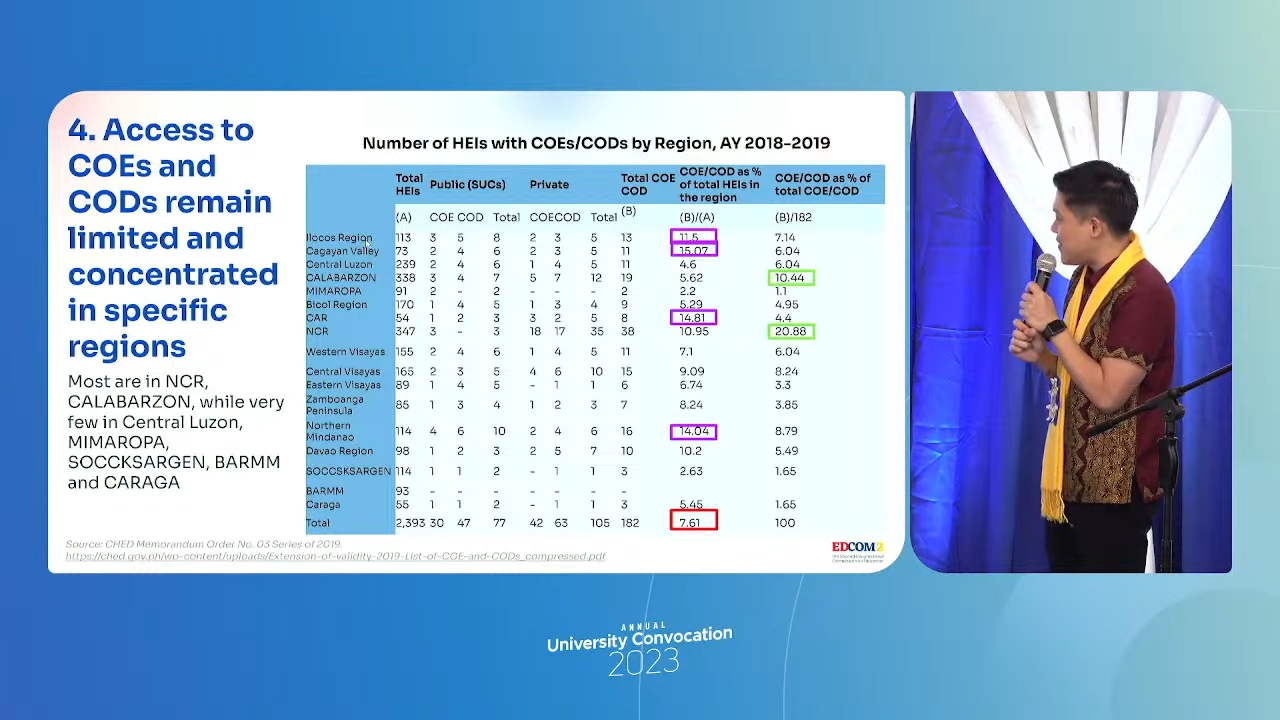 4. Access to
COEs and
CODs remain
limited and
concentrated
in specific
regions
Most are in NCR,
CALABARZON, while very
few in Central Luzon,
MIMAROPA,
SOCCKSARGEN, BARMM
and CARAGA
Number of HEIs with COEs/CODs by Region, AY 2018-2019
Total HEIs Public (SUCs) Private Total COE COD COE/COD as % of total HEIs in the region COE/COD as % of total COE/COD
(A) COE COD Total COECOD Total (B) (B)/(A) (B)/182
Ilocos Region 113 3 5 8 2 3 5 13 11.5 7.14
Cagayan Valley 73 2 4 6 2 3 5 11 15.07 6.04
Central Luzon 239 2 4 6 1 4 5 11 4.6 6.04
CALABARZON 338 3 4 7 5 7 12 19 5.62 10.44
MIMAROPA 91 2 - 2 - - - 2 2.2 1.1
Bicol Region 170 1 4 5 1 3 4 9 5.29 4.95
CAR 54 1 2 3 3 2 5 8 14.81 4.4
NCR 347 3 - 3 18 17 35 38 10.95 20.88
Western Visayas 155 2 4 6 1 4 5 11 7.1 6.04
Central Visayas 165 2 3 5 4 6 10 15 9.09 8.24
Eastern Visayas 89 1 4 5 - 1 1 6 6.74 3.3
Zamboanga Peninsula 85 1 3 4 1 2 3 7 8.24 3.85
Northern Mindanao 114 4 6 10 2 4 6 16 14.04 8.79
Davao Region 98 1 2 3 2 5 7 10 10.2 5.49
SOCCSKSARGEN 114 1 1 2 - 1 1 3 2.63 1.65
BARMM 93 - - - - - - -
Caraga 55 1 1 2 - 1 1 3 5.45 1.65
Total 2,393 30 47 77 42 63 105 182 7.61 100
Source: CHED Memorandum Order No. 03 Series of 2019.
https://ched.gov.ph/wp-content/uploads/Extension-of-validity-2019-List-of-COE-and-CODs_compressed.pdf
EDCOM2
ANNUAL
University Convocation
2023